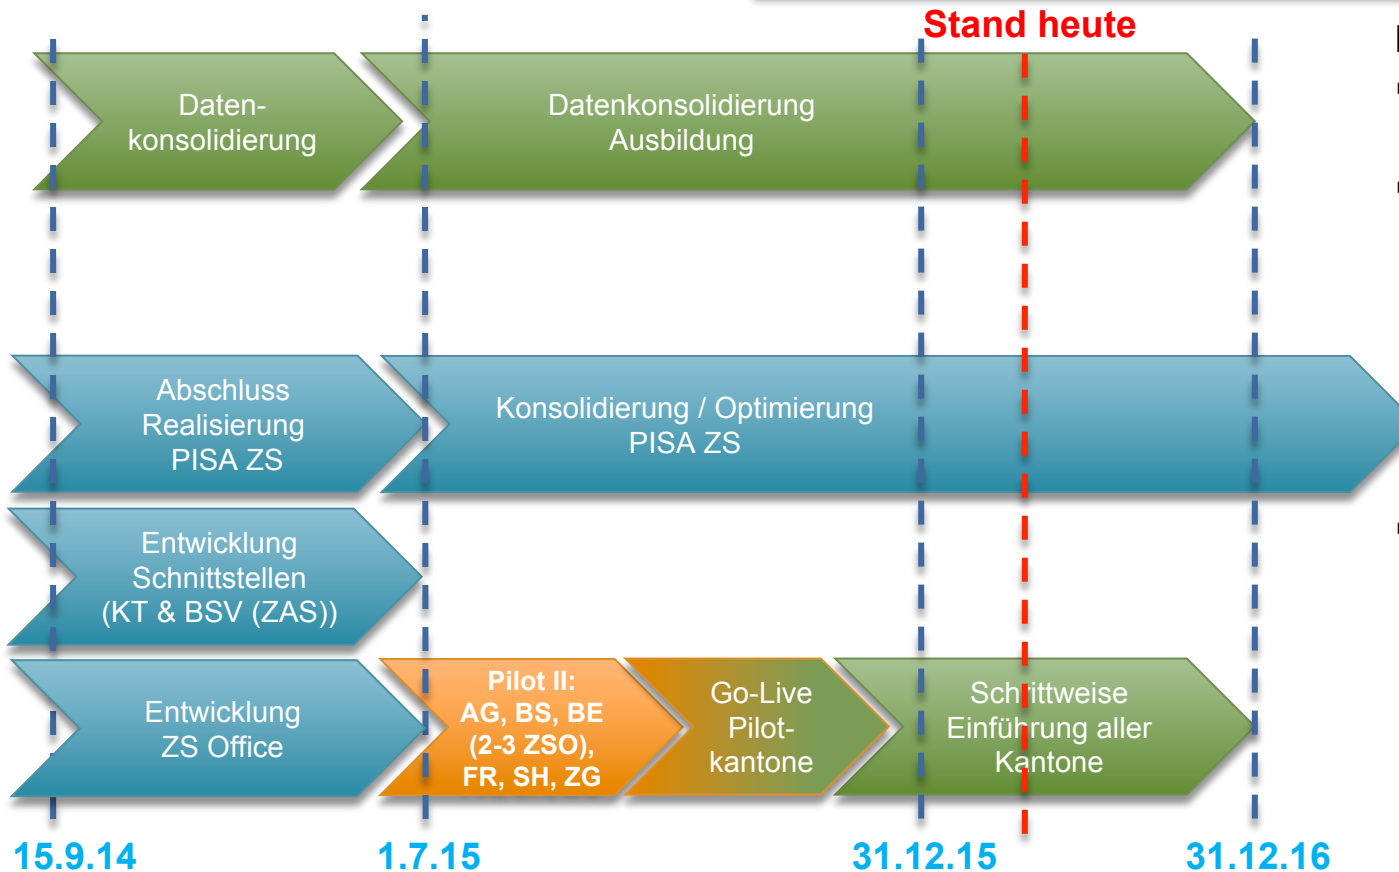 Stand heute
Daten-
konsolidierung
Datenkonsolidierung
Ausbildung
Abschluss
Realisierung
PISA ZS
Konsolidierung / Optimierung
PISA ZS
Entwicklung
Schnittstellen
(KT & BSV (ZAS))
Entwicklung
ZS Office
Pilot II:
AG, BS, BE
(2-3 ZSO),
FR, SH, ZG
Go-Live
Pilot-
kantone
Schrittweise
Einführung aller
Kantone
15.9.14
1.7.15
31.12.15
31.12.16